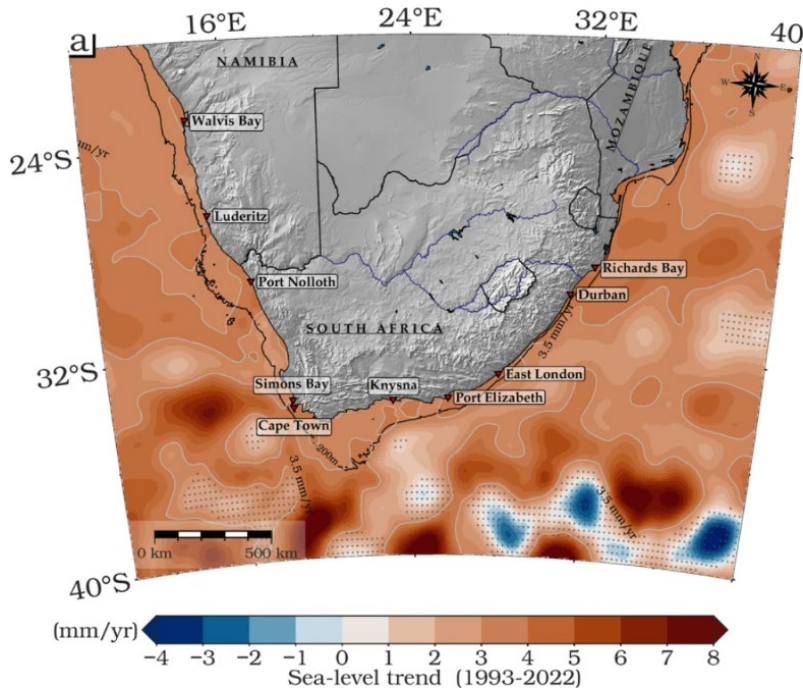 16°E 24°E 32°E 40
a
NAMIBIA
MOZAMBIQUE
N
W E
S
Walvis Bay
mm/yr
24°S
Luderitz
Richards Bay
Port Nolloth
Durban
SOUTH AFRICA
3.5 mm/yr
32°S
East London
Simons Bay Knysna
Port Elizabeth
Cape Town
200m
3.5 mm/yr
3.5 mm/yr
0 km 500 km
40°S
(mm/yr)
−4 −3 −2 −1 0 1 2 3 4 5 6 7 8
Sea-level trend (1993-2022)